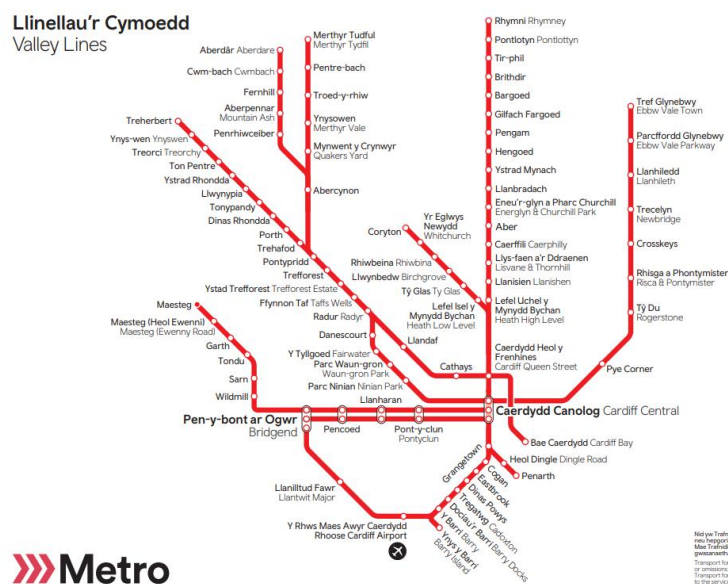 Llinellau'r Cymoedd
Valley Lines
Aberdâr Aberdare
Cwm-bach Cwmbach
Fernhill
Aberpennar
Mountain Ash
Penrhiwceiber
Merthyr Tudful
Merthyr Tydfil
Pentre-bach
Troed-y-rhiw
Ynysowen
Merthyr Vale
Mynwent y Crynwyr
Quakers Yard
Abercynon
Treherbert
Ynys-wen Ynyswen
Treorci Treorchy
Ton Pentre
Ystrad Rhondda
Llwynypia
Tonypandy
Dinas Rhondda
Porth
Trehafod
Pontypridd
Trefforest
Ystad Trefforest Trefforest Estate
Ffynnon Taf Taffs Wells
Radur Radyr
Danescourt
Y Tyllgoed Fairwater
Parc Waun-gron
Waun-gron Park
Parc Ninian Ninian Park
Llandaf
Cathays
Rhymni Rhymney
Pontlotyn Pontlottyn
Tir-phil
Brithdir
Bargoed
Gilfach Fargoed
Pengam
Hengoed
Ystrad Mynach
Llanbradach
Eneu'r-glyn a Pharc Churchill
Energlyn & Churchill Park
Aber
Caerffili Caerphilly
Llys-faen a'r Ddraenen
Lisvane & Thornhill
Llanisien Llanishen
Lefel Uchel y
Mynydd Bychan
Heath High Level
Caerdydd Heol y
Frenhines
Cardiff Queen Street
Coryton
Yr Eglwys
Newydd
Whitchurch
Rhiwbeina Rhiwbina
Llwynbedw Birchgrove
Tŷ Glas Ty Glas
Lefel Isel y
Mynydd Bychan
Heath Low Level
Tref Glynebwy
Ebbw Vale Town
Parcffordd Glynebwy
Ebbw Vale Parkway
Llanhiledd
Llanhilleth
Trecelyn
Newbridge
Crosskeys
Rhisga a Phontymister
Risca & Pontymister
Tŷ Du
Rogerstone
Pye Corner
Maesteg
Maesteg (Heol Ewenni)
Maesteg (Ewenny Road)
Garth
Tondu
Sarn
Wildmill
Pen-y-bont ar Ogwr
Bridgend
Pencoed
Llanharan
Pont-y-clun
Pontyclun
Caerdydd Canolog Cardiff Central
Bae Caerdydd Cardiff Bay
Grangetown
Heol Dingle Dingle Road
Penarth
Cogan
Eastbrook
Dinas Powys
Tregatwg Cadoxton
Dociau'r Barri Barry Docks
Y Barri Barry
Ynys y Barri
Barry Island
Llanilltud Fawr
Llantwit Major
Y Rhws Maes Awyr Caerdydd
Rhoose Cardiff Airport
Metro